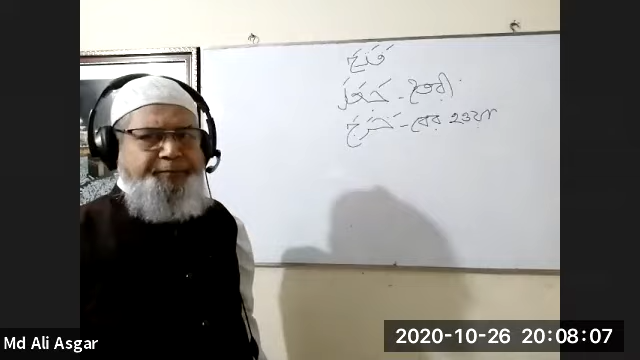 فَتَحَ
جَعَلَ - তৈরী
خَرَجَ - বের হওয়া
Md Ali Asgar
2020-10-26 20:08:07